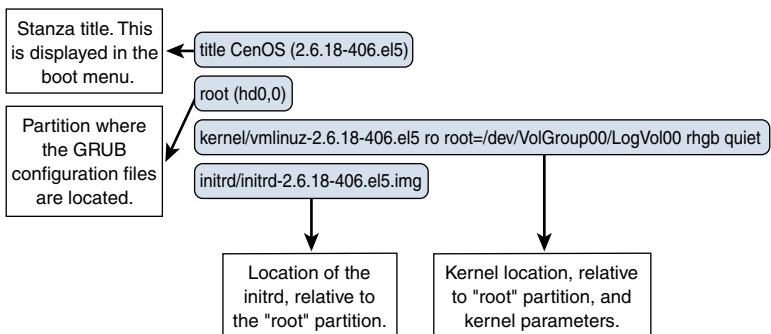 Stanza title. This
is displayed in the
boot menu.
title CenOS (2.6.18-406.el5)
root (hd0,0)
Partition where
the GRUB
configuration files
are located.
kernel/vmlinuz-2.6.18-406.el5 ro root=/dev/VolGroup00/LogVol00 rhgb quiet
initrd/initrd-2.6.18-406.el5.img
Location of the
initrd, relative to
the "root" partition.
Kernel location, relative
to "root" partition, and
kernel parameters.